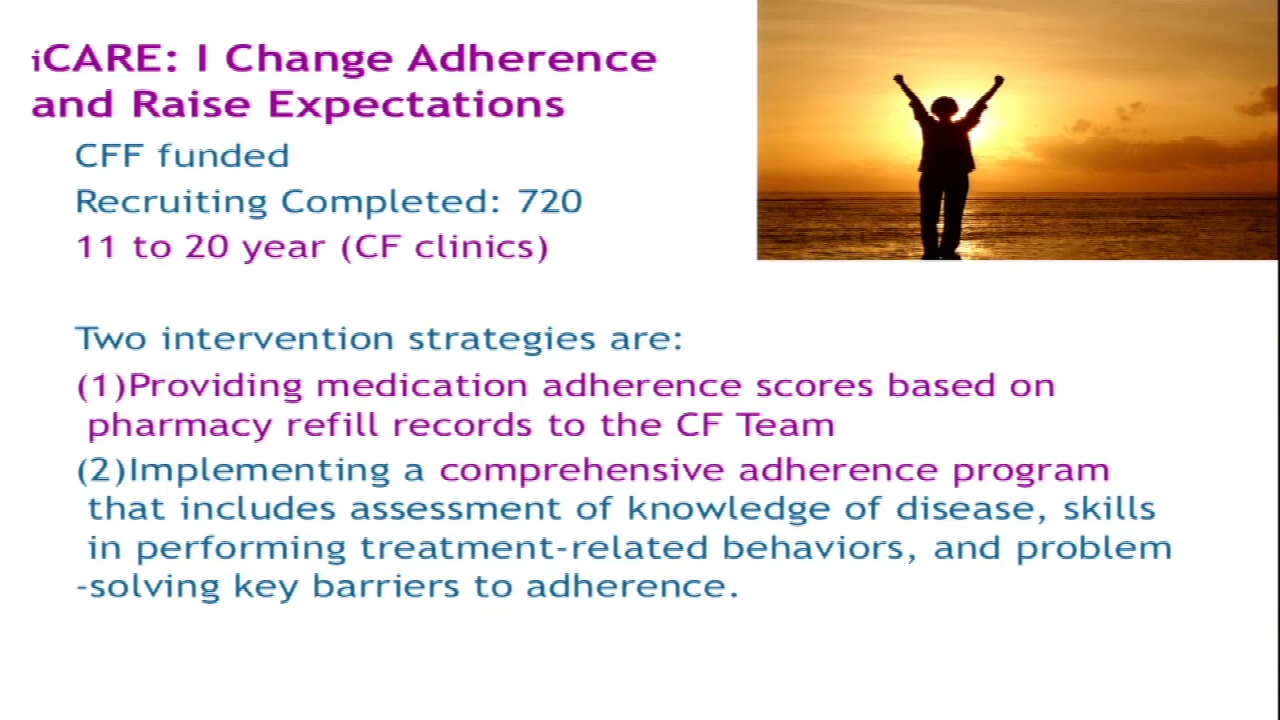 iCARE: I Change Adherence
and Raise Expectations
CFF funded
Recruiting Completed: 720
11 to 20 year (CF clinics)
Two intervention strategies are:
(1)Providing medication adherence scores based on
pharmacy refill records to the CF Team
(2)Implementing a comprehensive adherence program
that includes assessment of knowledge of disease, skills
in performing treatment-related behaviors, and problem
-solving key barriers to adherence.